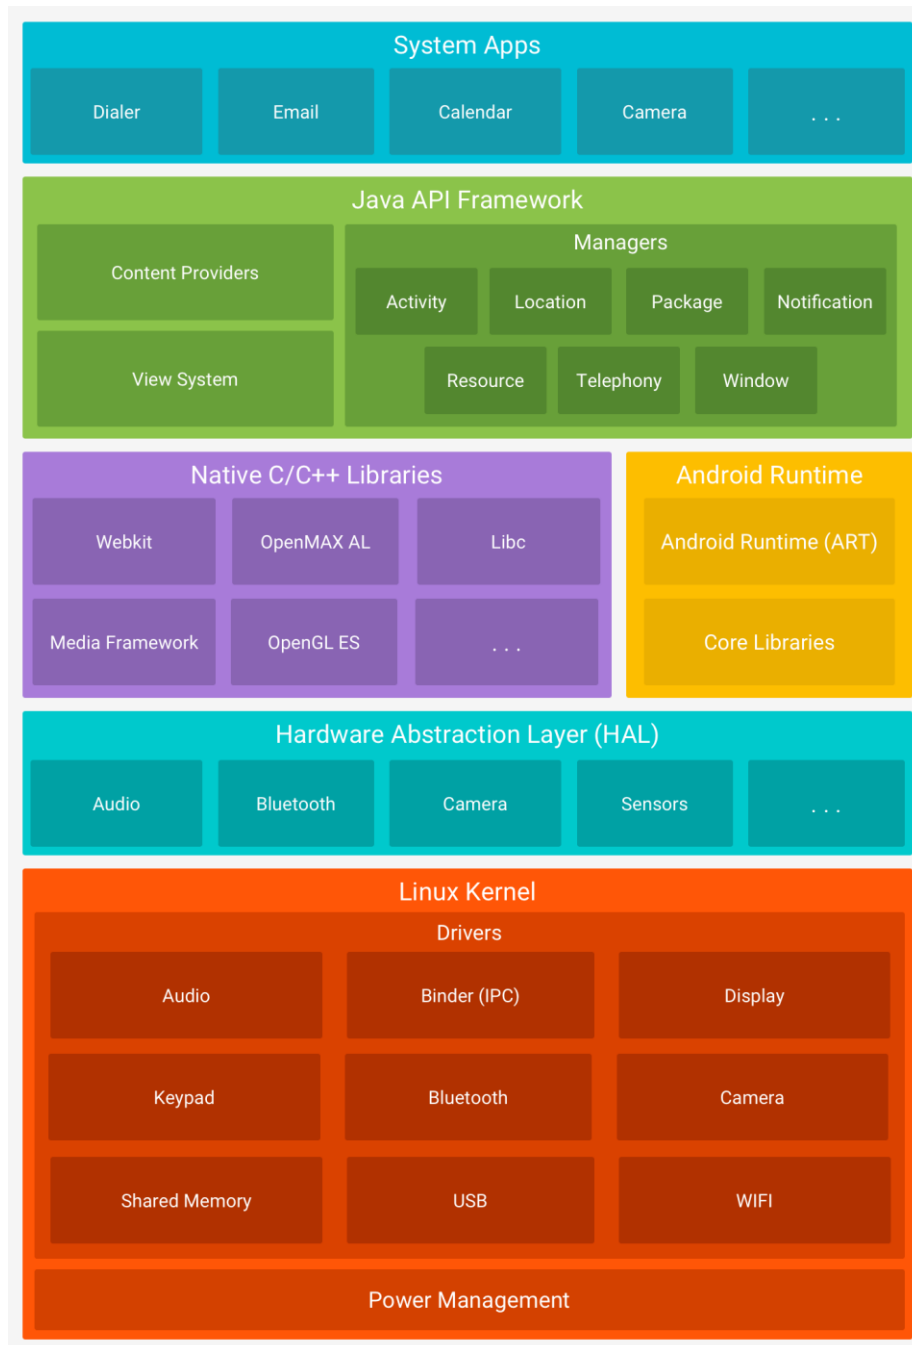 System Apps
Dialer
Email
Calendar
Camera
. . .
Java API Framework
Content Providers
View System
Managers
Activity
Location
Package
Notification
Resource
Telephony
Window
Native C/C++ Libraries
Webkit
OpenMAX AL
Libc
Media Framework
OpenGL ES
. . .
Android Runtime
Android Runtime (ART)
Core Libraries
Hardware Abstraction Layer (HAL)
Audio
Bluetooth
Camera
Sensors
. . .
Linux Kernel
Drivers
Audio
Binder (IPC)
Display
Keypad
Bluetooth
Camera
Shared Memory
USB
WIFI
Power Management